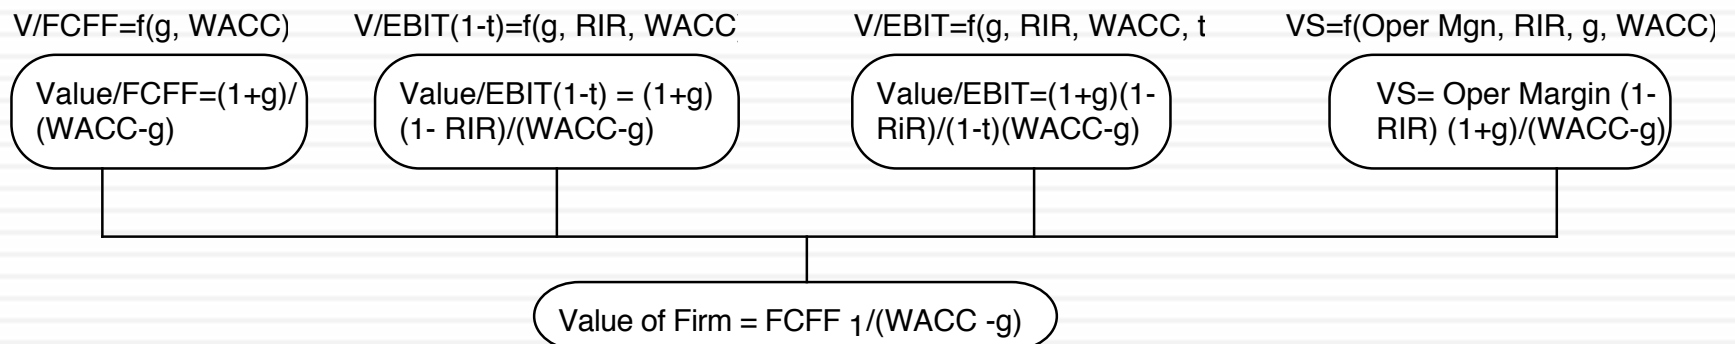 V/FCFF=f(g, WACC)
V/EBIT(1-t)=f(g, RIR, WACC
V/EBIT=f(g, RIR, WACC, t
VS=f(Oper Mgn, RIR, g, WACC)
Value/FCFF=(1+g)/
(WACC-g)
Value/EBIT(1-t) = (1+g)
(1- RIR)/(WACC-g)
Value/EBIT=(1+g)(1-
RiR)/(1-t)(WACC-g)
VS= Oper Margin (1-
RIR) (1+g)/(WACC-g)
Value of Firm = FCFF 1/(WACC -g)